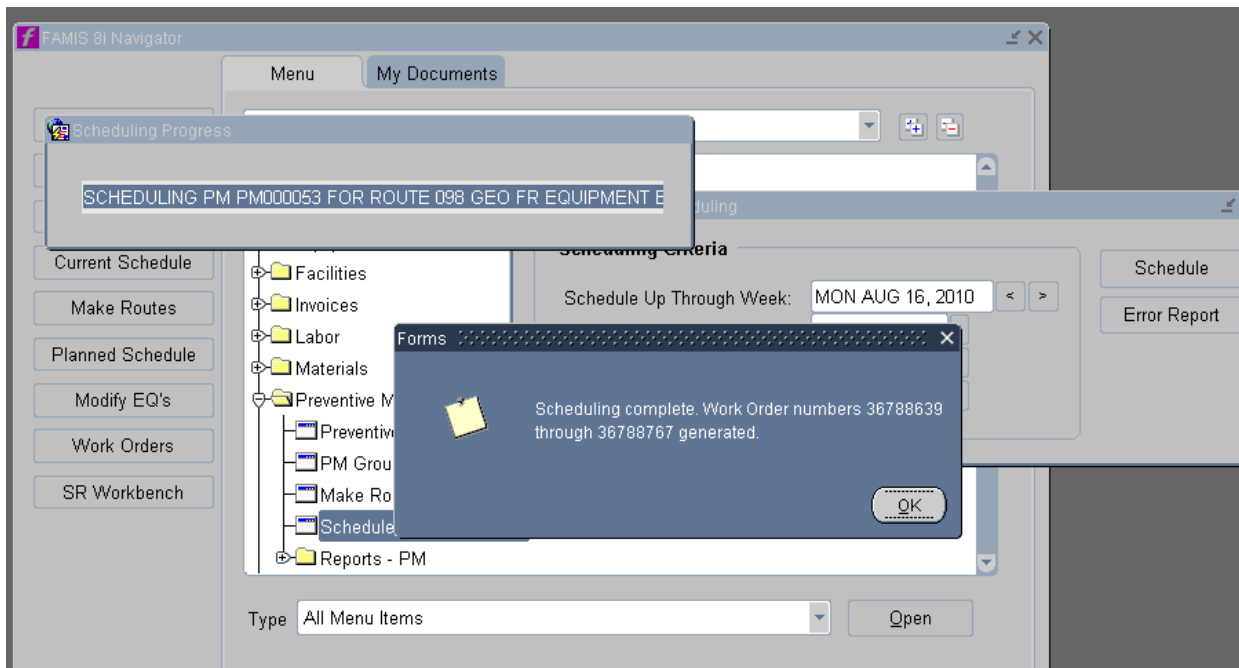 FAMIS 8i Navigator
Menu
My Documents
Scheduling Progress
SCHEDULING PM PM000053 FOR ROUTE 098 GEO FR EQUIPMENT
Scheduling Criteria
Schedule Up Through Week:
MON AUG 16, 2010
<
>
Schedule
Error Report
Current Schedule
Make Routes
Planned Schedule
Modify EQ's
Work Orders
SR Workbench
Facilities
Invoices
Labor
Materials
Preventive M
Preventiv
PM Grou
Make Ro
Schedule
Reports - PM
Forms
Scheduling complete. Work Order numbers 36788639
through 36788767 generated.
OK
Type
All Menu Items
Open